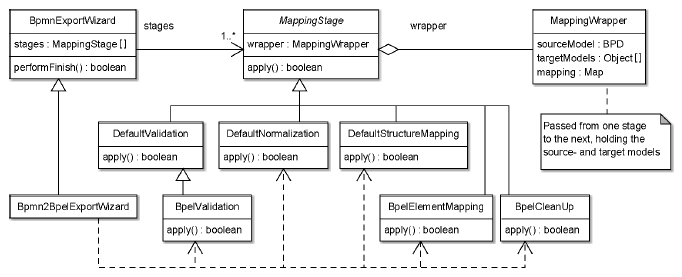 BpmnExportWizard
stages : MappingStage[]
performFinish() : boolean
stages
1..*
MappingStage
wrapper : MappingWrapper
apply() : boolean
wrapper
MappingWrapper
sourceModel : BPD
targetModels : Object[]
mapping : Map
Passed from one stage
to the next, holding the
source- and target models
DefaultValidation
apply() : boolean
DefaultNormalization
apply() : boolean
DefaultStructureMapping
apply() : boolean
Bpmn2BpelExportWizard
BpelValidation
apply() : boolean
BpelElementMapping
apply() : boolean
BpelCleanUp
apply() : boolean